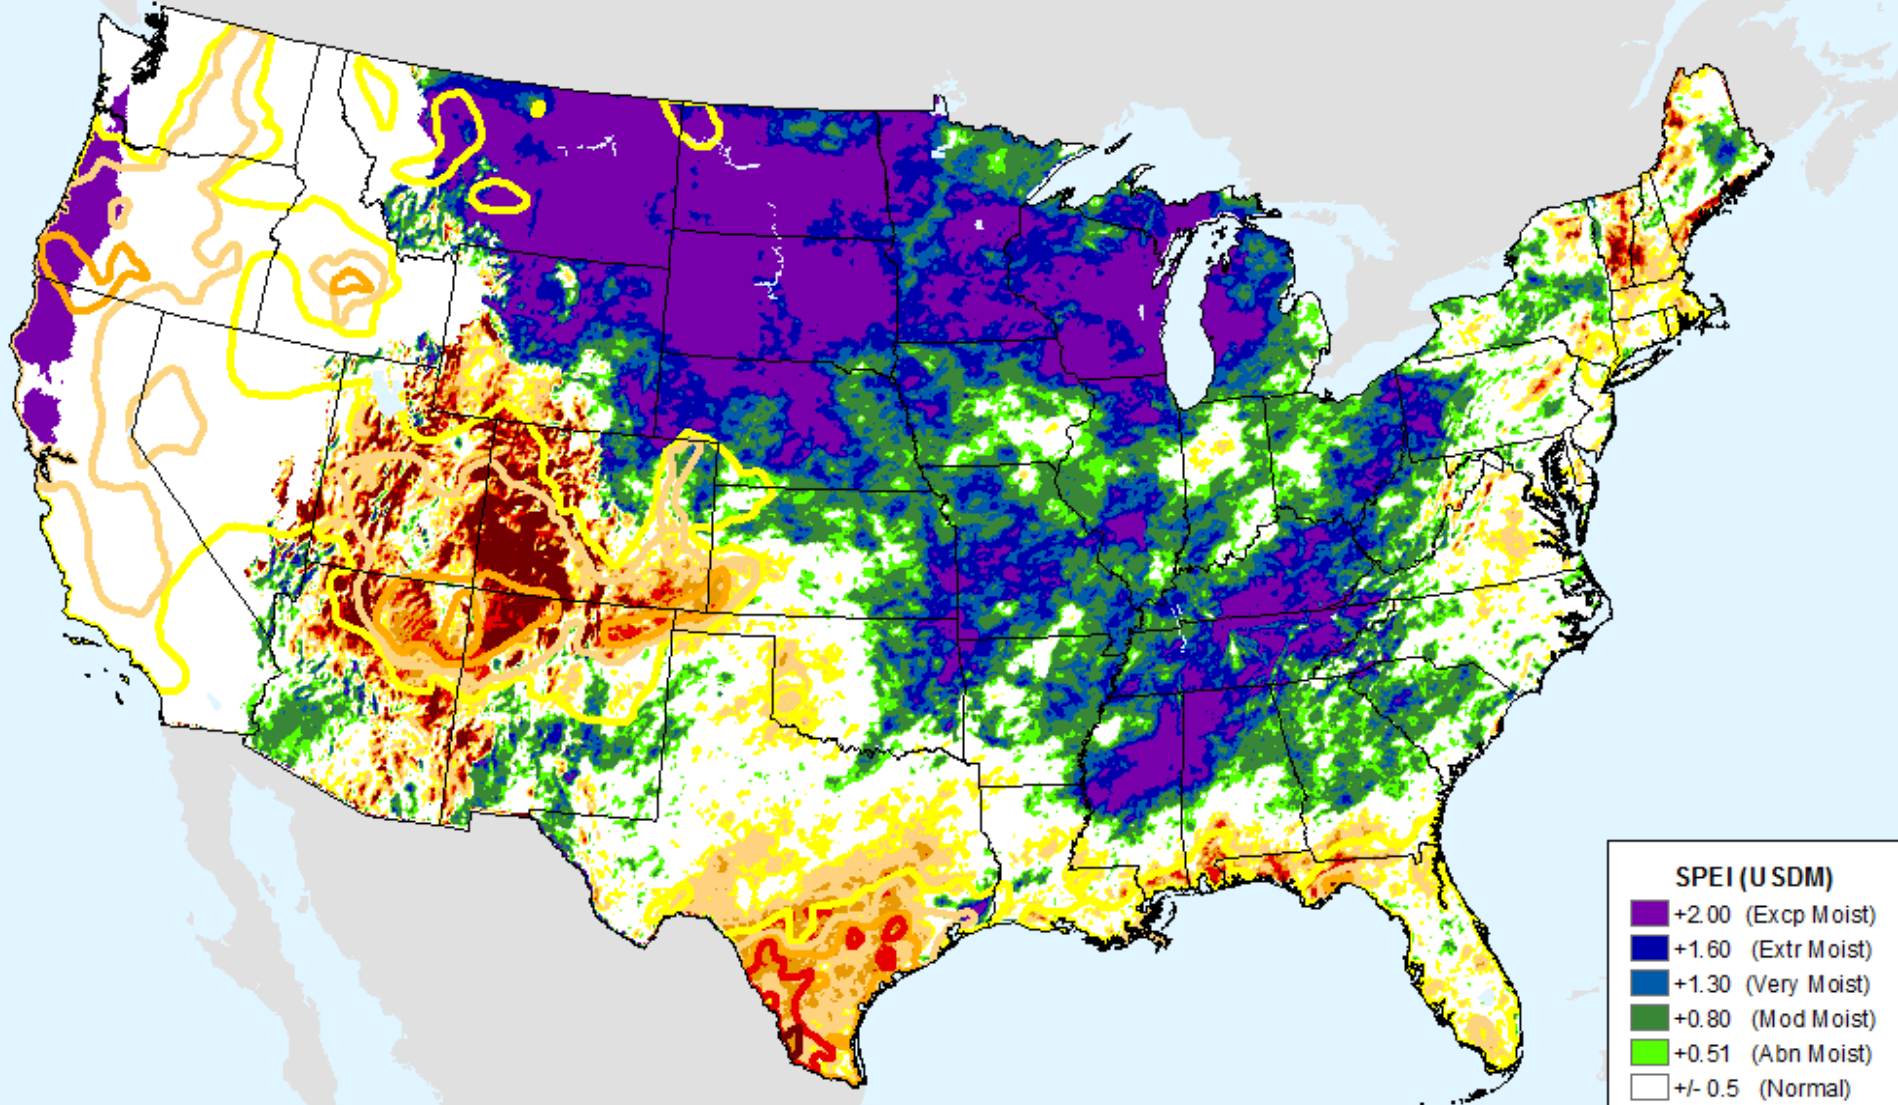 SPEI (USDM)
+2.00 (Excp Moist)
+1.60 (Extr Moist)
+1.30 (Very Moist)
+0.80 (Mod Moist)
+0.51 (Abn Moist)
+/- 0.5 (Normal)